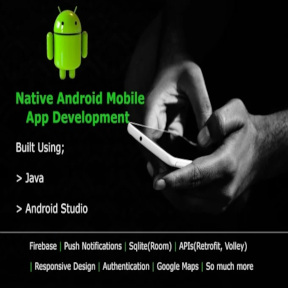 Native Android Mobile
App Development
Built Using;
> Java
> Android Studio
Firebase | Push Notifications | Sqlite(Room) | APIs(Retrofit, Volley)
| Responsive Design | Authentication | Google Maps | So much more